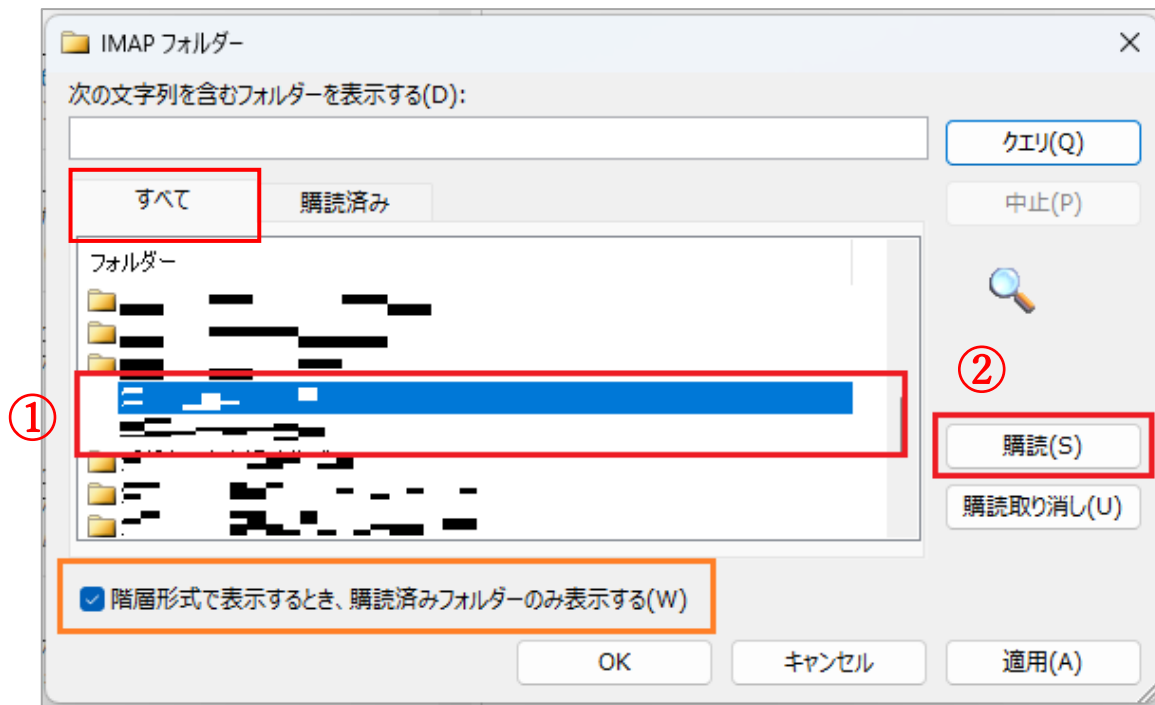 IMAP フォルダー
次の文字列を含むフォルダーを表示する(D):
クエリ(Q)
すべて
購読済み
中止(P)
フォルダー
①
②
購読(S)
購読取り消し(U)
階層形式で表示するとき、購読済みフォルダーのみ表示する(W)
OK
キャンセル
適用(A)